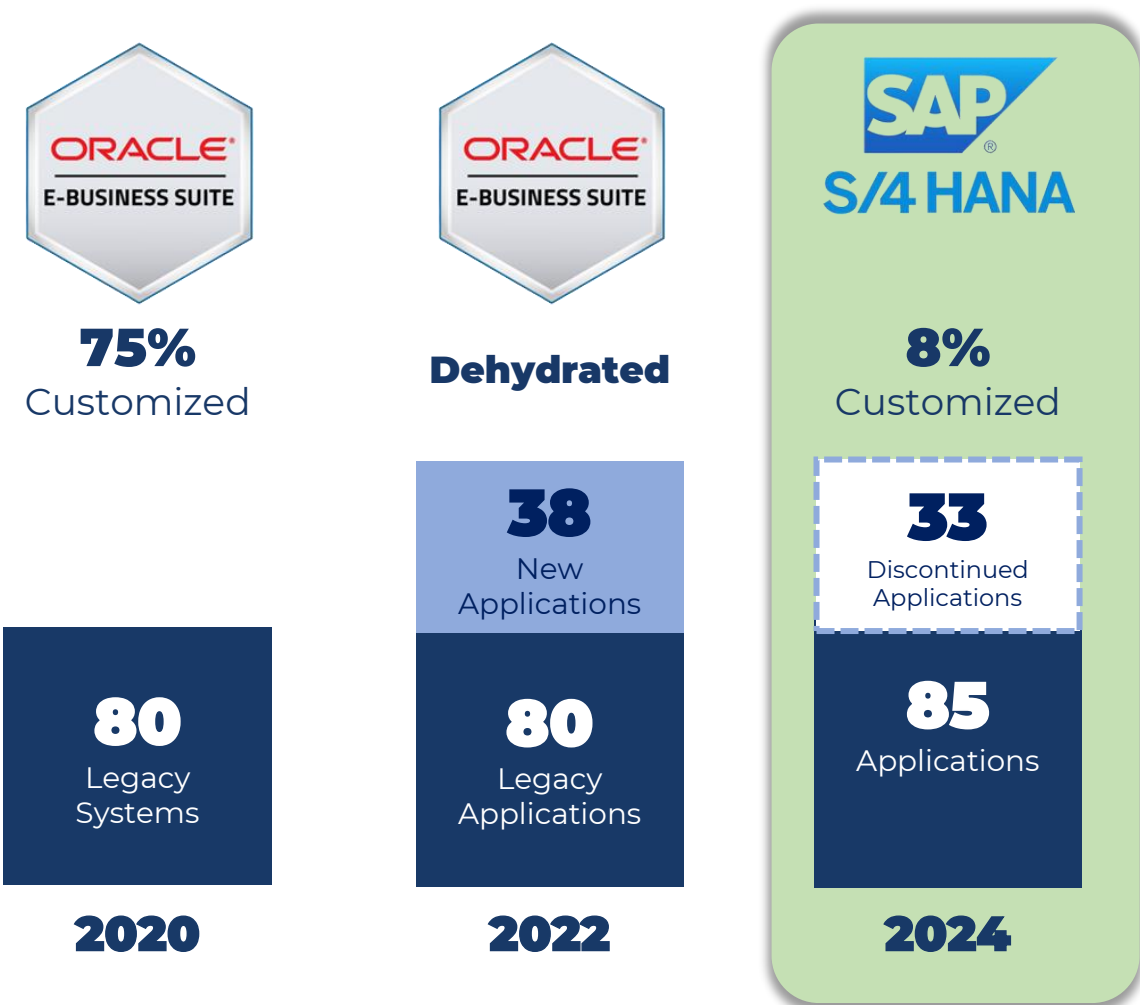 ORACLE®
E-BUSINESS SUITE
75%
Customized
80
Legacy
Systems
2020
ORACLE®
E-BUSINESS SUITE
Dehydrated
38
New
Applications
80
Legacy
Applications
2022
SAP®
S/4 HANA
8%
Customized
33
Discontinued
Applications
85
Applications
2024